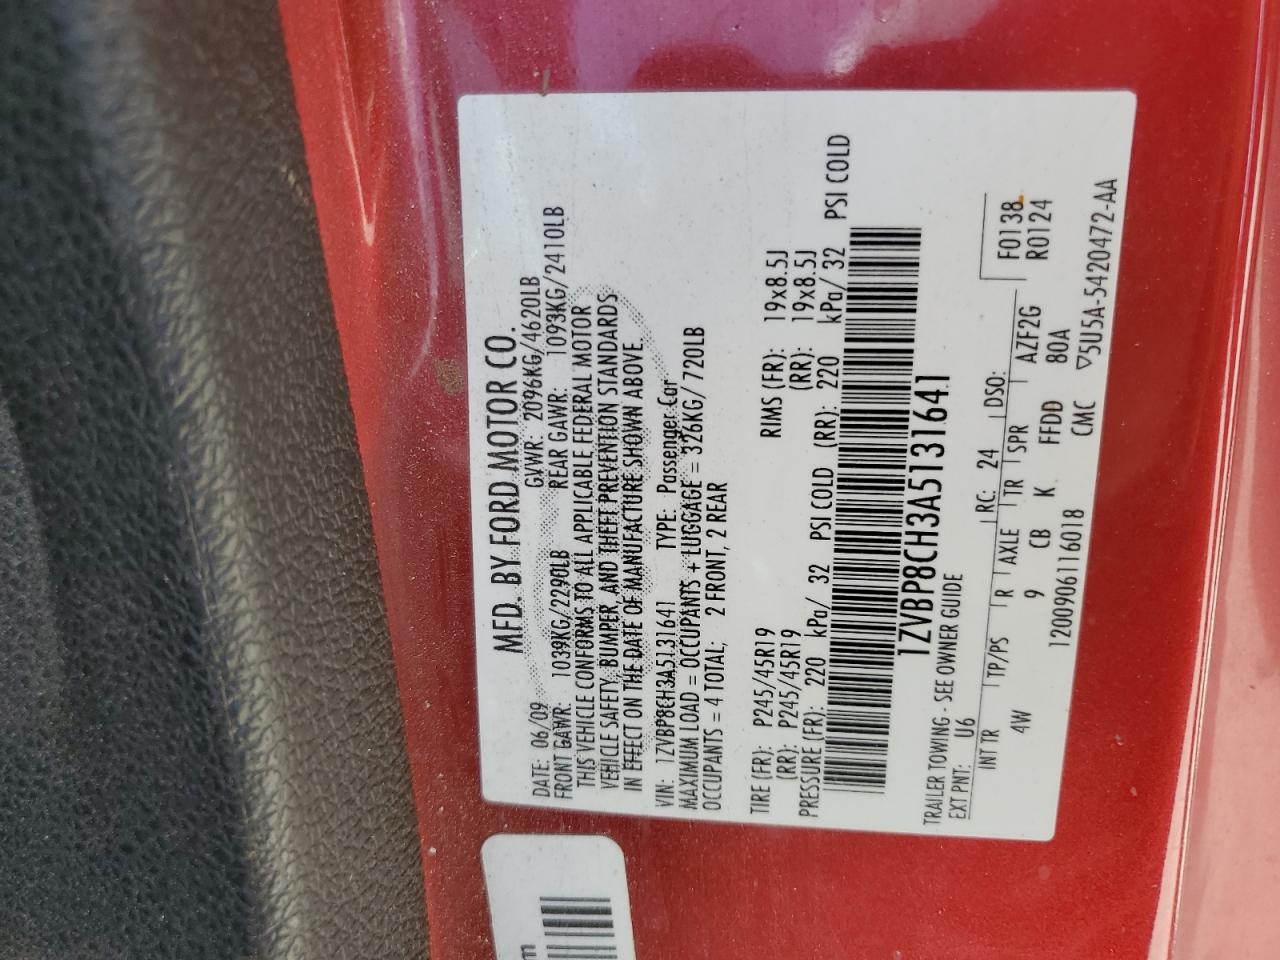 MFD. BY FORD MOTOR CO.
DATE: 06/09 GVWR: 2096KG/4620LB
FRONT GAWR: 1039KG/2290LB REAR GAWR: 1093KG/2410LB
THIS VEHICLE CONFORMS TO ALL APPLICABLE FEDERAL MOTOR
VEHICLE SAFETY, BUMPER, AND THEFT PREVENTION STANDARDS
IN EFFECT ON THE DATE OF MANUFACTURE SHOWN ABOVE.
VIN: 1ZVBP8CH3A5131641 TYPE: Passenger Car
MAXIMUM LOAD = OCCUPANTS + LUGGAGE = 326KG/720LB
OCCUPANTS = 4 TOTAL; 2 FRONT, 2 REAR
TIRE (FR): P245/45R19 RIMS (FR): 19x8.5J
(RR): P245/45R19 (RR): 19x8.5J
PRESSURE (FR): 220 kPa/ 32 PSI COLD (RR): 220 kPa/ 32 PSI COLD
1ZVBP8CH3A5131641
TRAILER TOWING - SEE OWNER GUIDE
EXT PNT: U6 RC: 24 DSO: F0138
INT TR TP/PS R AXLE TR SPR AZF2G R0124
4W 9 CB K FFDD 80A
1200906116018 CMC ▽5U5A-5420472-AA
m